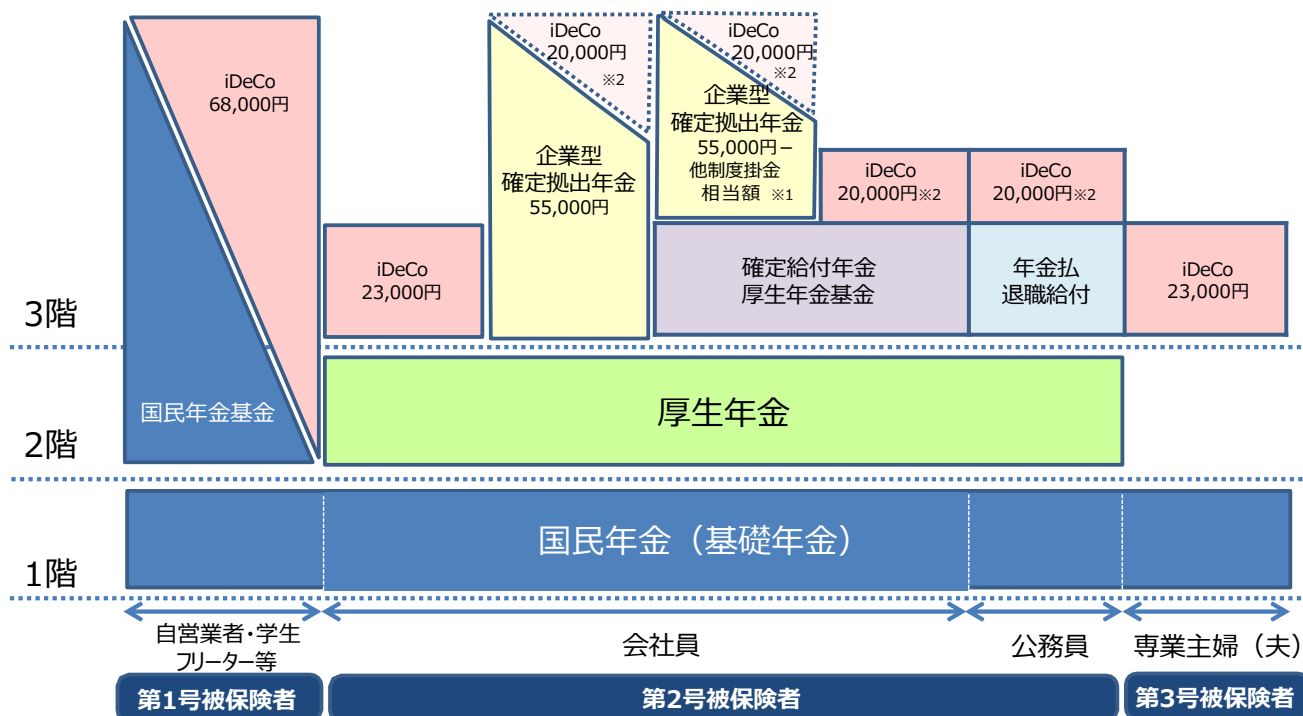 iDeCo
68,000円
国民年金基金
iDeCo
23,000円
iDeCo
20,000円
※2
企業型
確定拠出年金
55,000円
iDeCo
20,000円
※2
企業型
確定拠出年金
55,000円－
他制度掛金
相当額 ※1
iDeCo
20,000円※2
iDeCo
20,000円※2
確定給付年金
厚生年金基金
年金払
退職給付
iDeCo
23,000円
3階
厚生年金
2階
国民年金（基礎年金）
1階
自営業者・学生
フリーター等
会社員
公務員
専業主婦（夫）
第1号被保険者
第2号被保険者
第3号被保険者